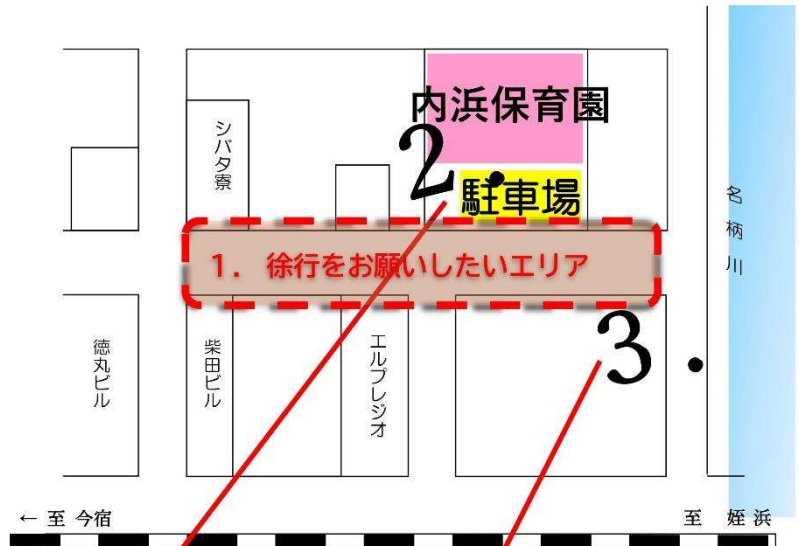 内浜保育園
シバタ寮
2.
駐車場
名柄川
1. 徐行をお願いしたいエリア
3.
徳丸ビル
柴田ビル
エルプレジオ
← 至 今宿
至 姪浜